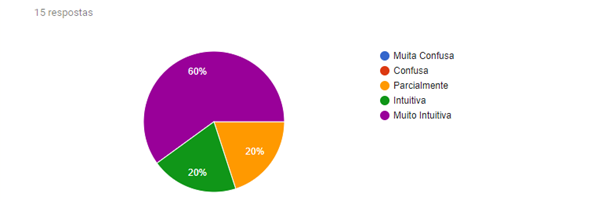 15 respostas
60%
20%
20%
Muita Confusa
Confusa
Parcialmente
Intuitiva
Muito Intuitiva